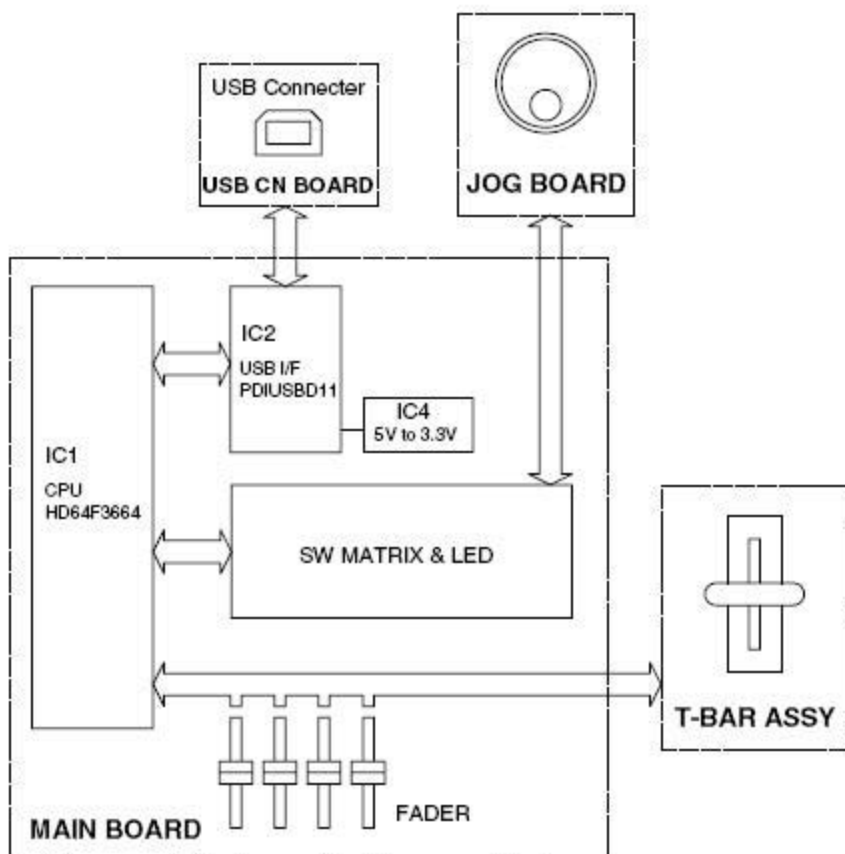 USB Connecter
USB CN BOARD
JOG BOARD
IC2
USB I/F
PDIUSBD11
IC4
5V to 3.3V
IC1
CPU
HD64F3664
SW MATRIX & LED
T-BAR ASSY
FADER
MAIN BOARD